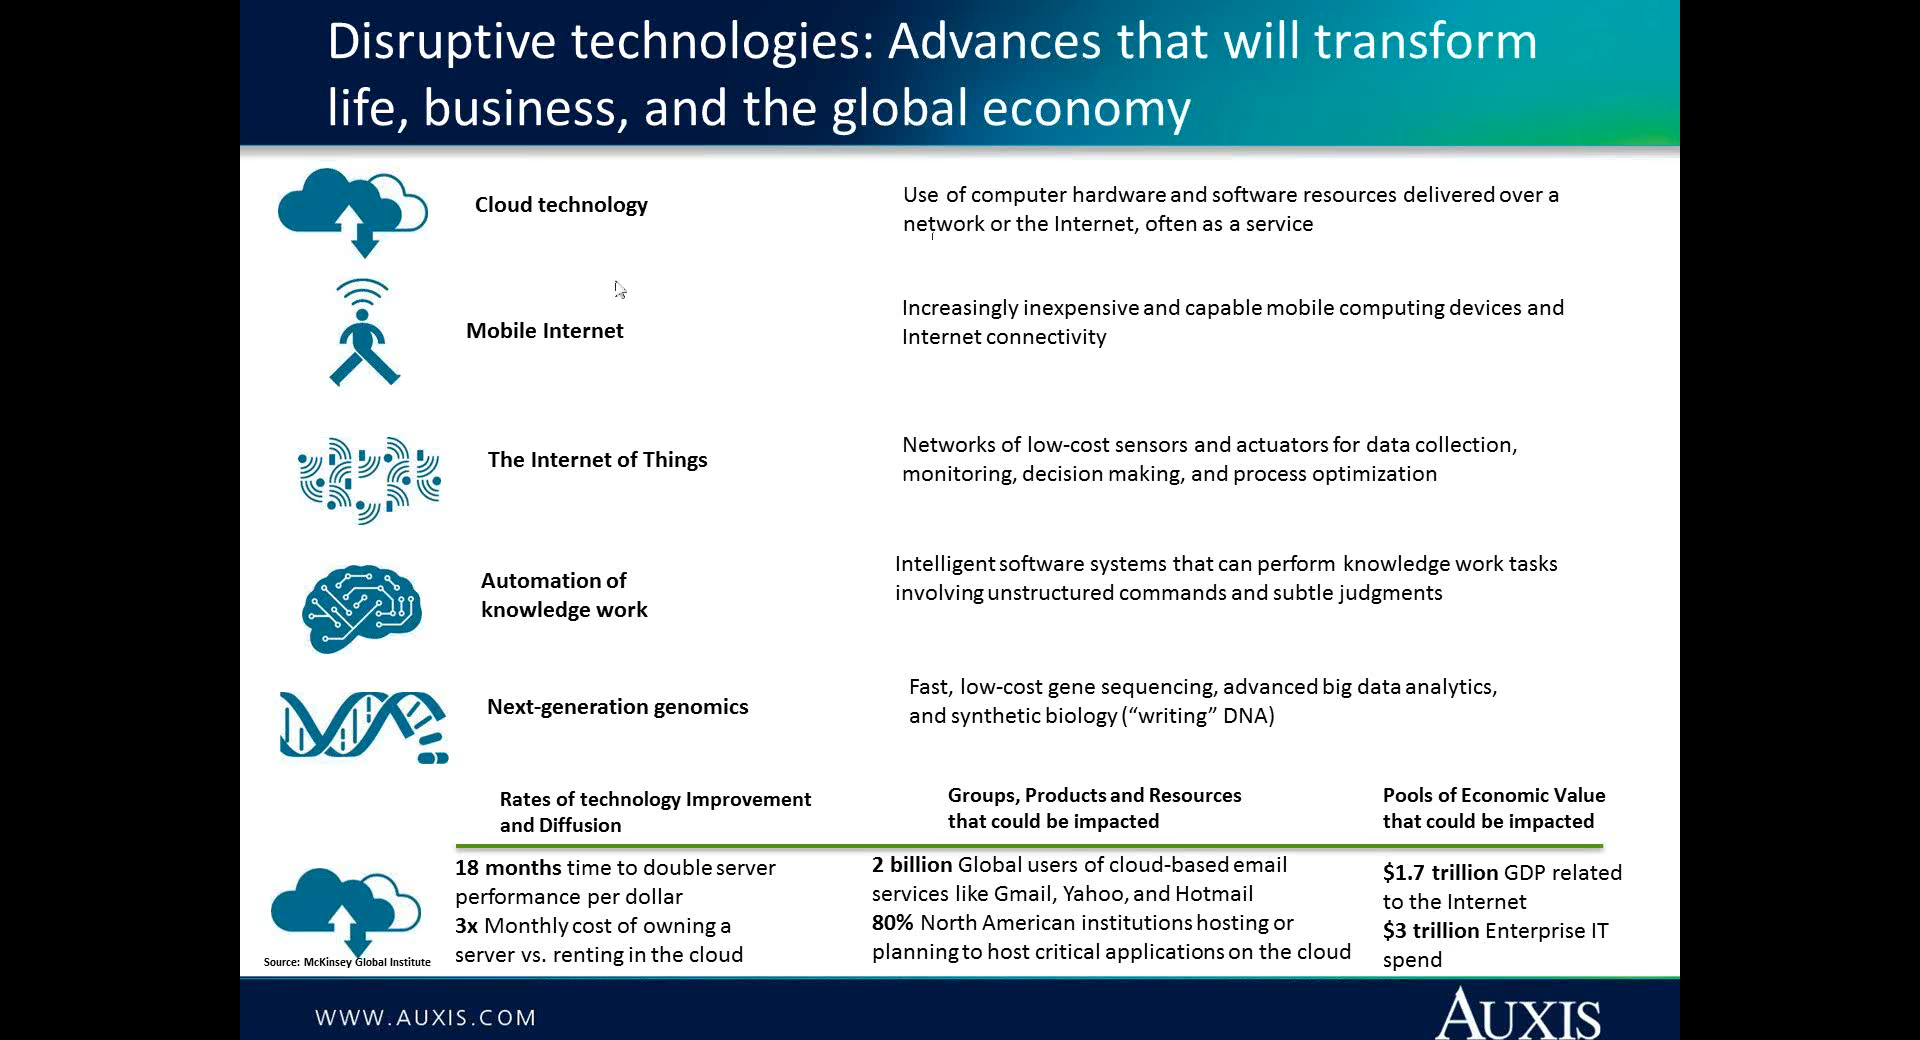 Disruptive technologies: Advances that will transform
life, business, and the global economy
Cloud technology
Use of computer hardware and software resources delivered over a
network or the Internet, often as a service
Mobile Internet
Increasingly inexpensive and capable mobile computing devices and
Internet connectivity
The Internet of Things
Networks of low-cost sensors and actuators for data collection,
monitoring, decision making, and process optimization
Automation of
knowledge work
Intelligent software systems that can perform knowledge work tasks
involving unstructured commands and subtle judgments
Next-generation genomics
Fast, low-cost gene sequencing, advanced big data analytics,
and synthetic biology (“writing” DNA)
Rates of technology Improvement
and Diffusion
Groups, Products and Resources
that could be impacted
Pools of Economic Value
that could be impacted
18 months time to double server
performance per dollar
3x Monthly cost of owning a
server vs. renting in the cloud
2 billion Global users of cloud-based email
services like Gmail, Yahoo, and Hotmail
80% North American institutions hosting or
planning to host critical applications on the cloud
$1.7 trillion GDP related
to the Internet
$3 trillion Enterprise IT
spend
Source: McKinsey Global Institute
WWW.AUXIS.COM
AUXIS